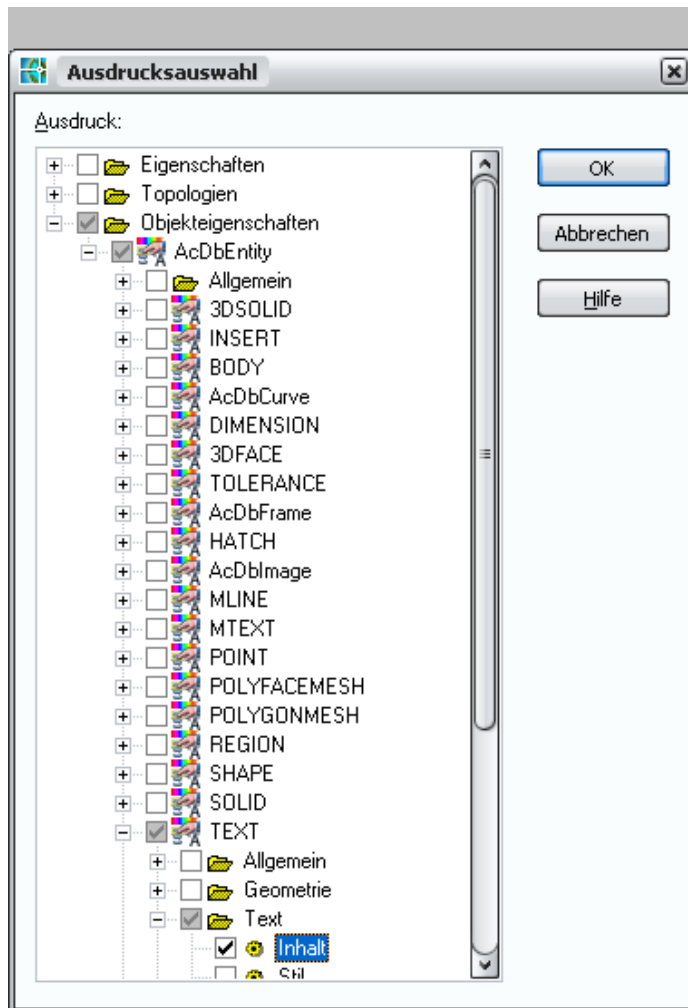 Ausdrucksauswahl
Ausdruck:
Eigenschaften
Topologien
Objekteigenschaften
AcDbEntity
Allgemein
3DSOLID
INSERT
BODY
AcDbCurve
DIMENSION
3DFACE
TOLERANCE
AcDbFrame
HATCH
AcDbImage
MLINE
MTEXT
POINT
POLYFACEMESH
POLYGONMESH
REGION
SHAPE
SOLID
TEXT
Allgemein
Geometrie
Text
Inhalt
Stil
OK
Abbrechen
Hilfe